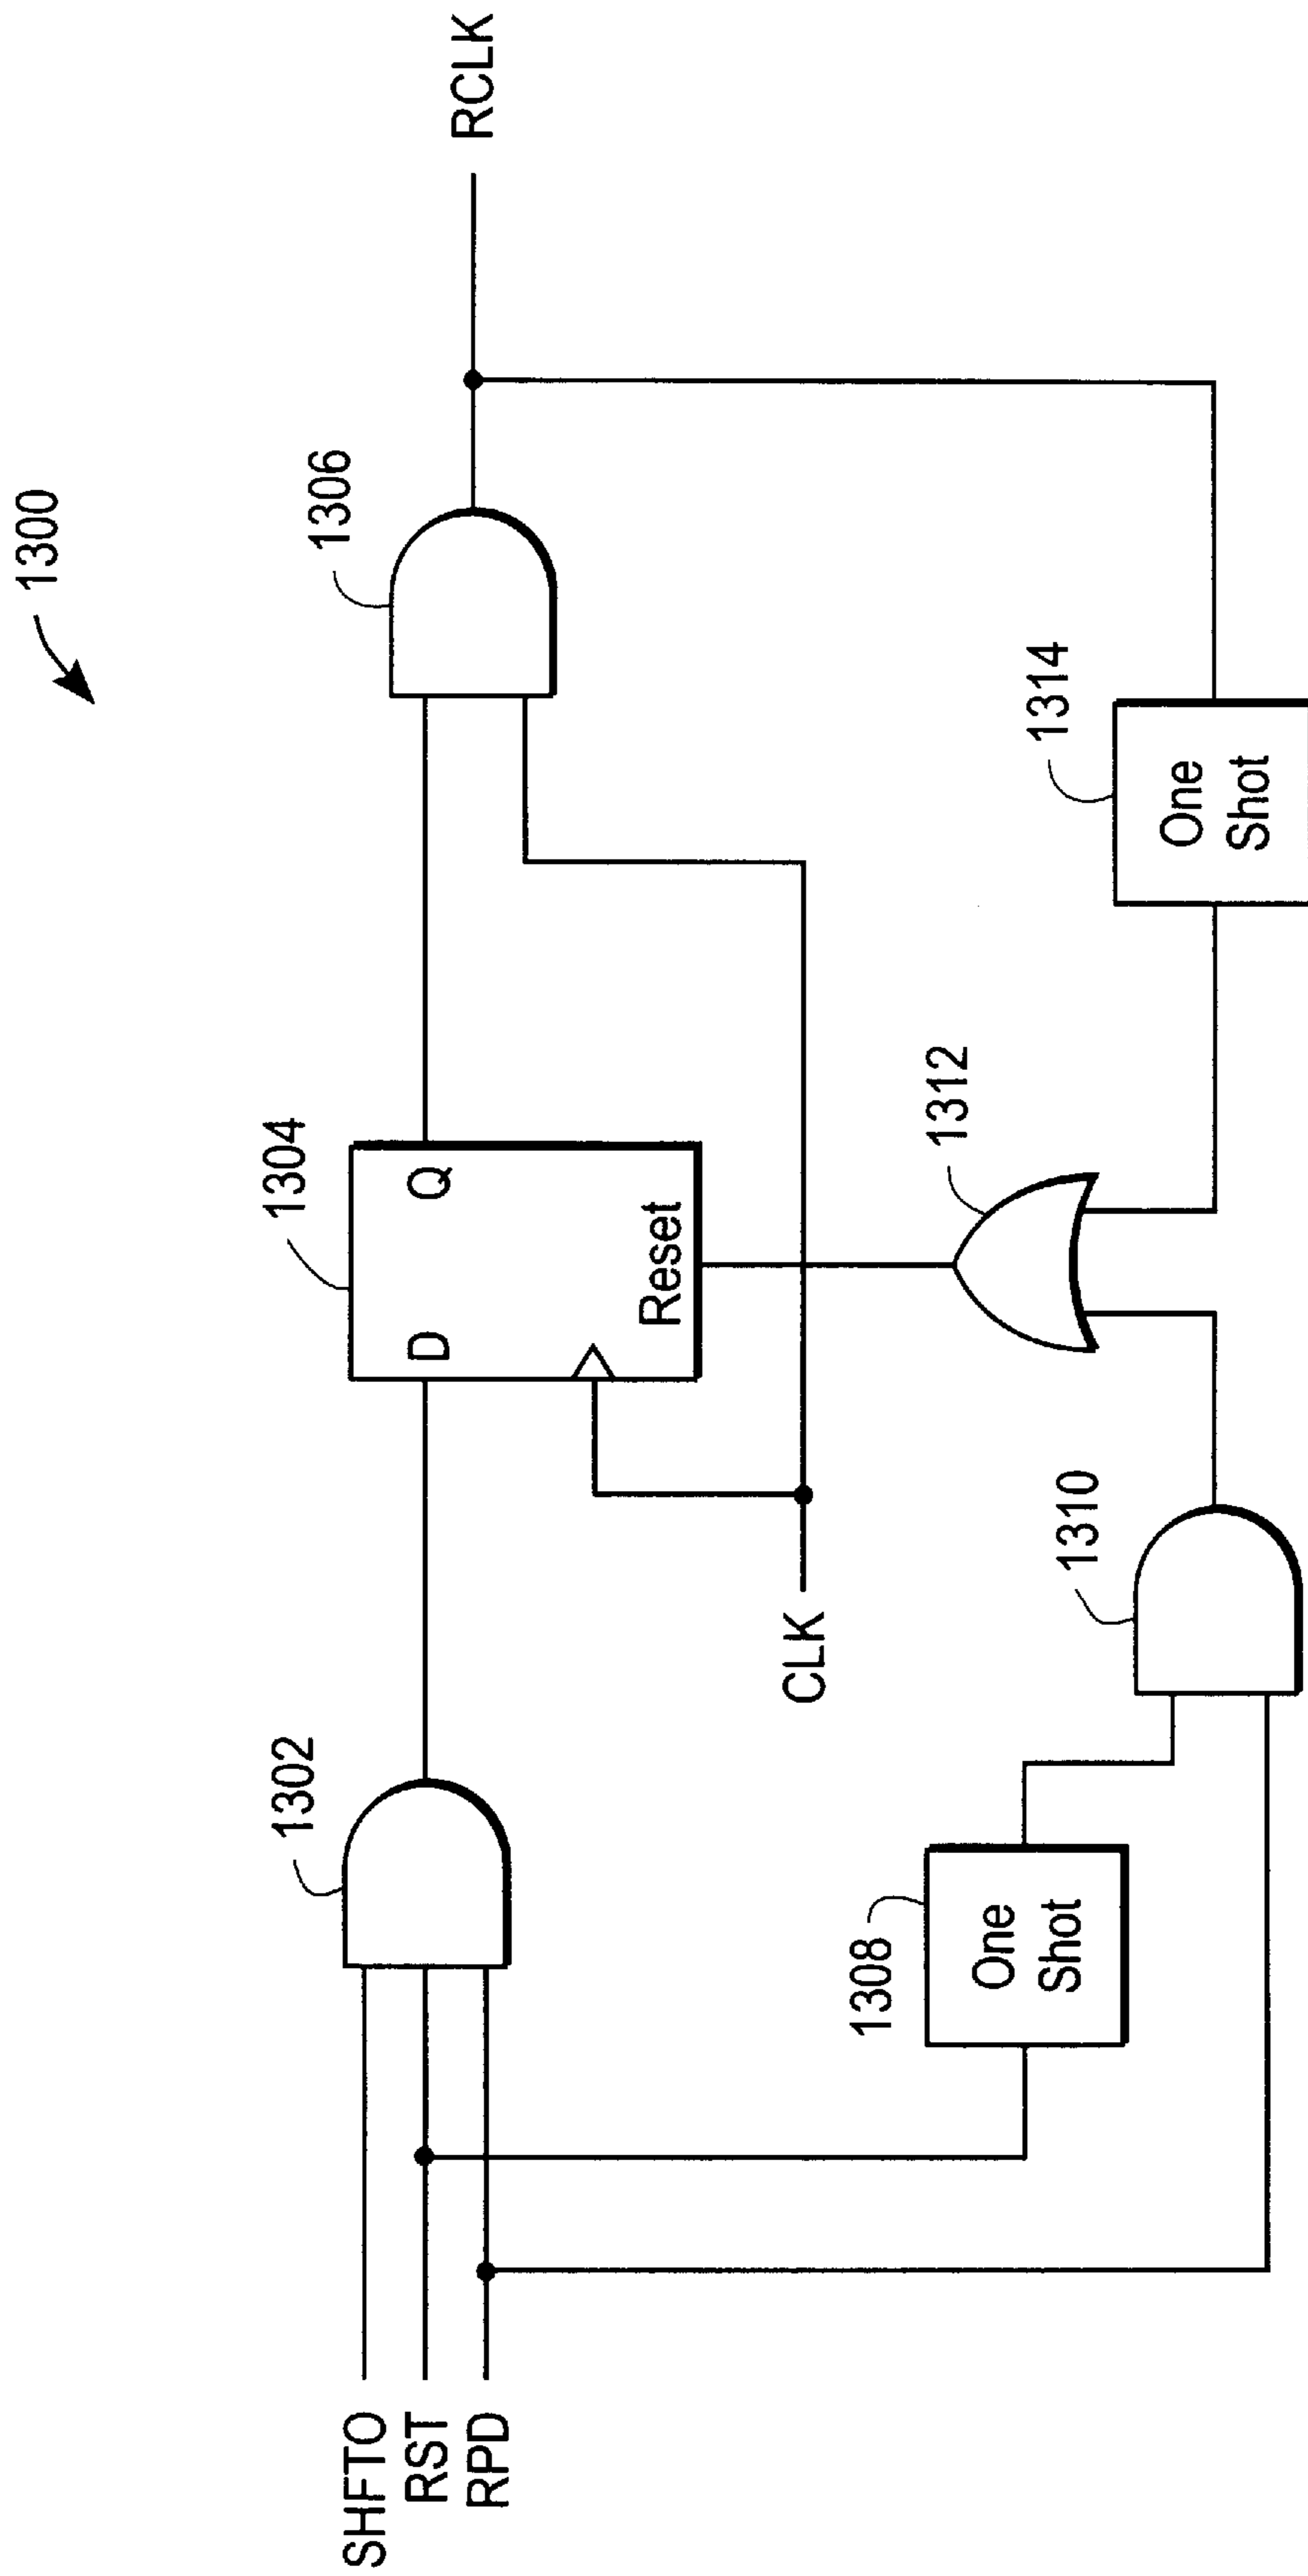 1300
SHFTO
RST
RPD
1302
1304
D
Q
Reset
1306
RCLK
CLK
1308
One
Shot
1310
1312
1314
One
Shot